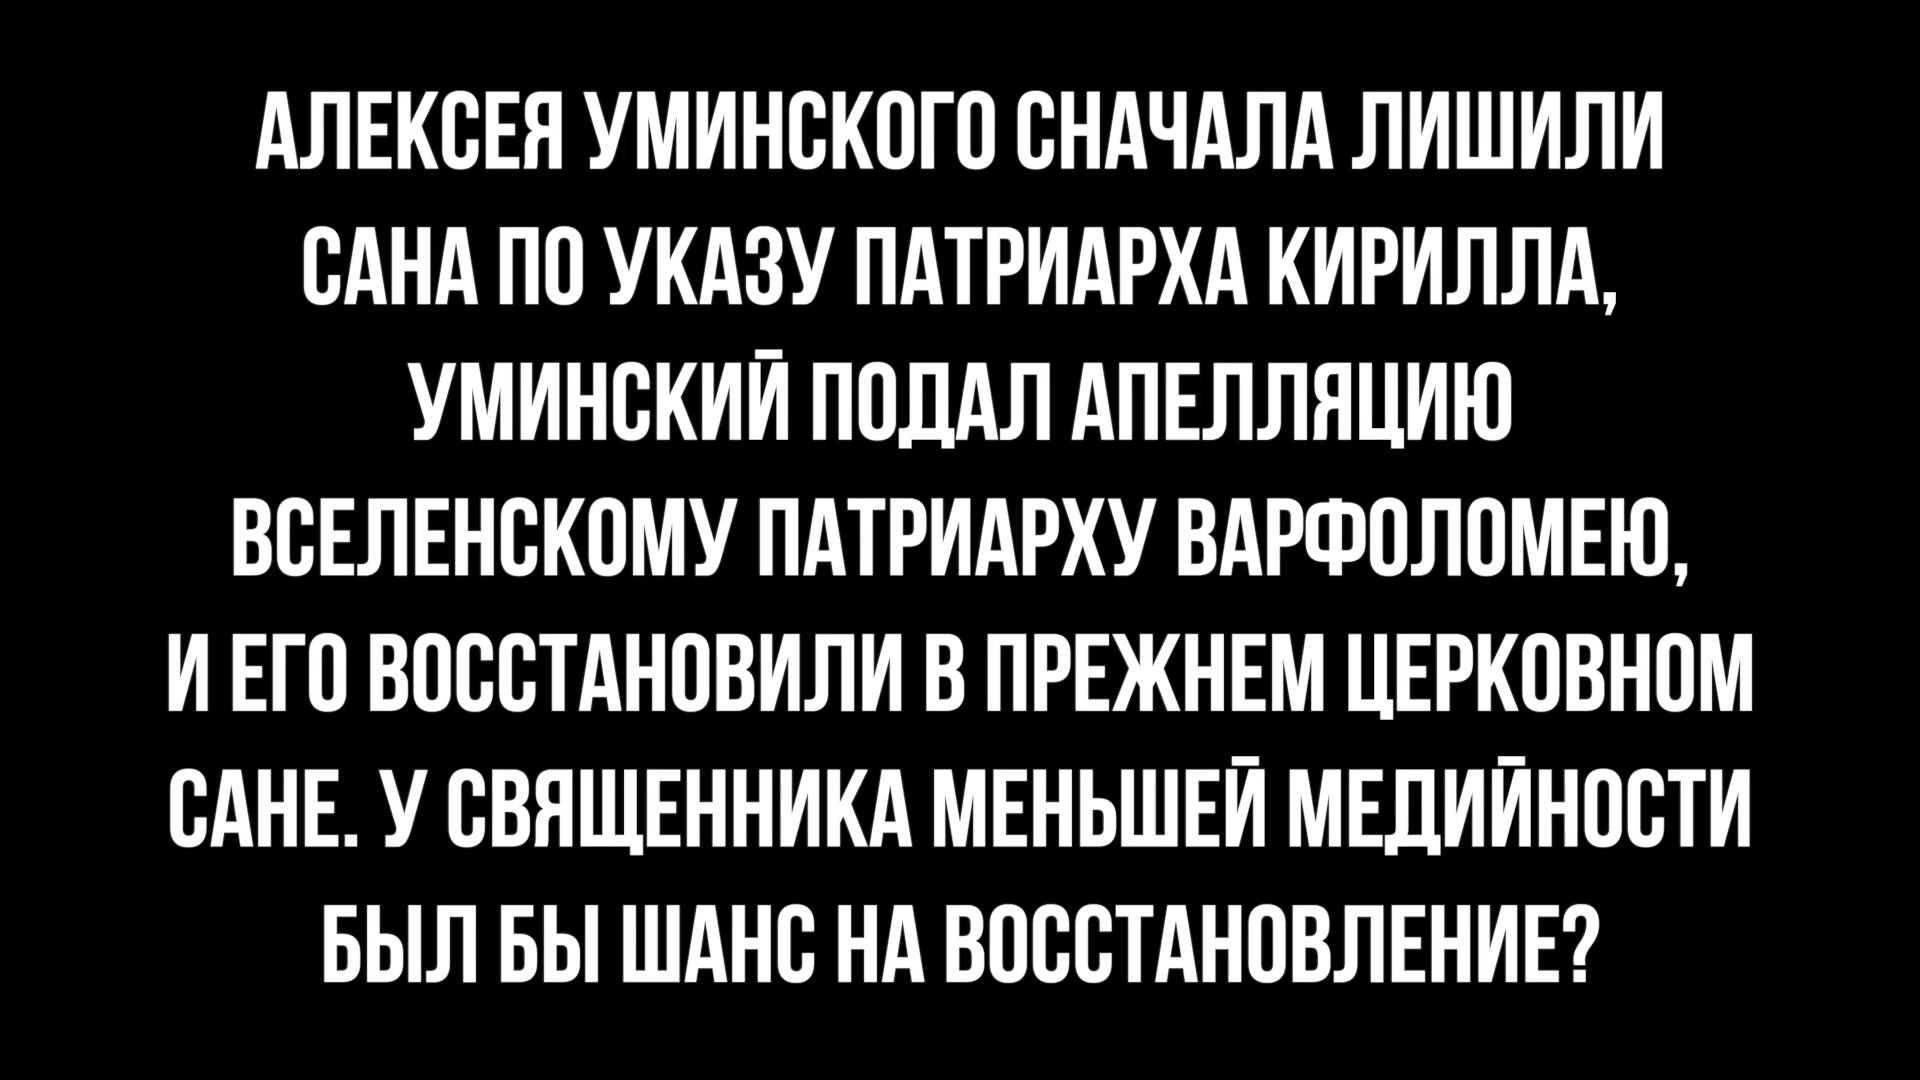 АЛЕКСЕЯ УМИНСКОГО СНАЧАЛА ЛИШИЛИ
САНА ПО УКАЗУ ПАТРИАРХА КИРИЛЛА,
УМИНСКИЙ ПОДАЛ АПЕЛЛЯЦИЮ
ВСЕЛЕНСКОМУ ПАТРИАРХУ ВАРФОЛОМЕЮ,
И ЕГО ВОССТАНОВИЛИ В ПРЕЖНЕМ ЦЕРКОВНОМ
САНЕ. У СВЯЩЕННИКА МЕНЬШЕЙ МЕДИЙНОСТИ
БЫЛ БЫ ШАНС НА ВОССТАНОВЛЕНИЕ?